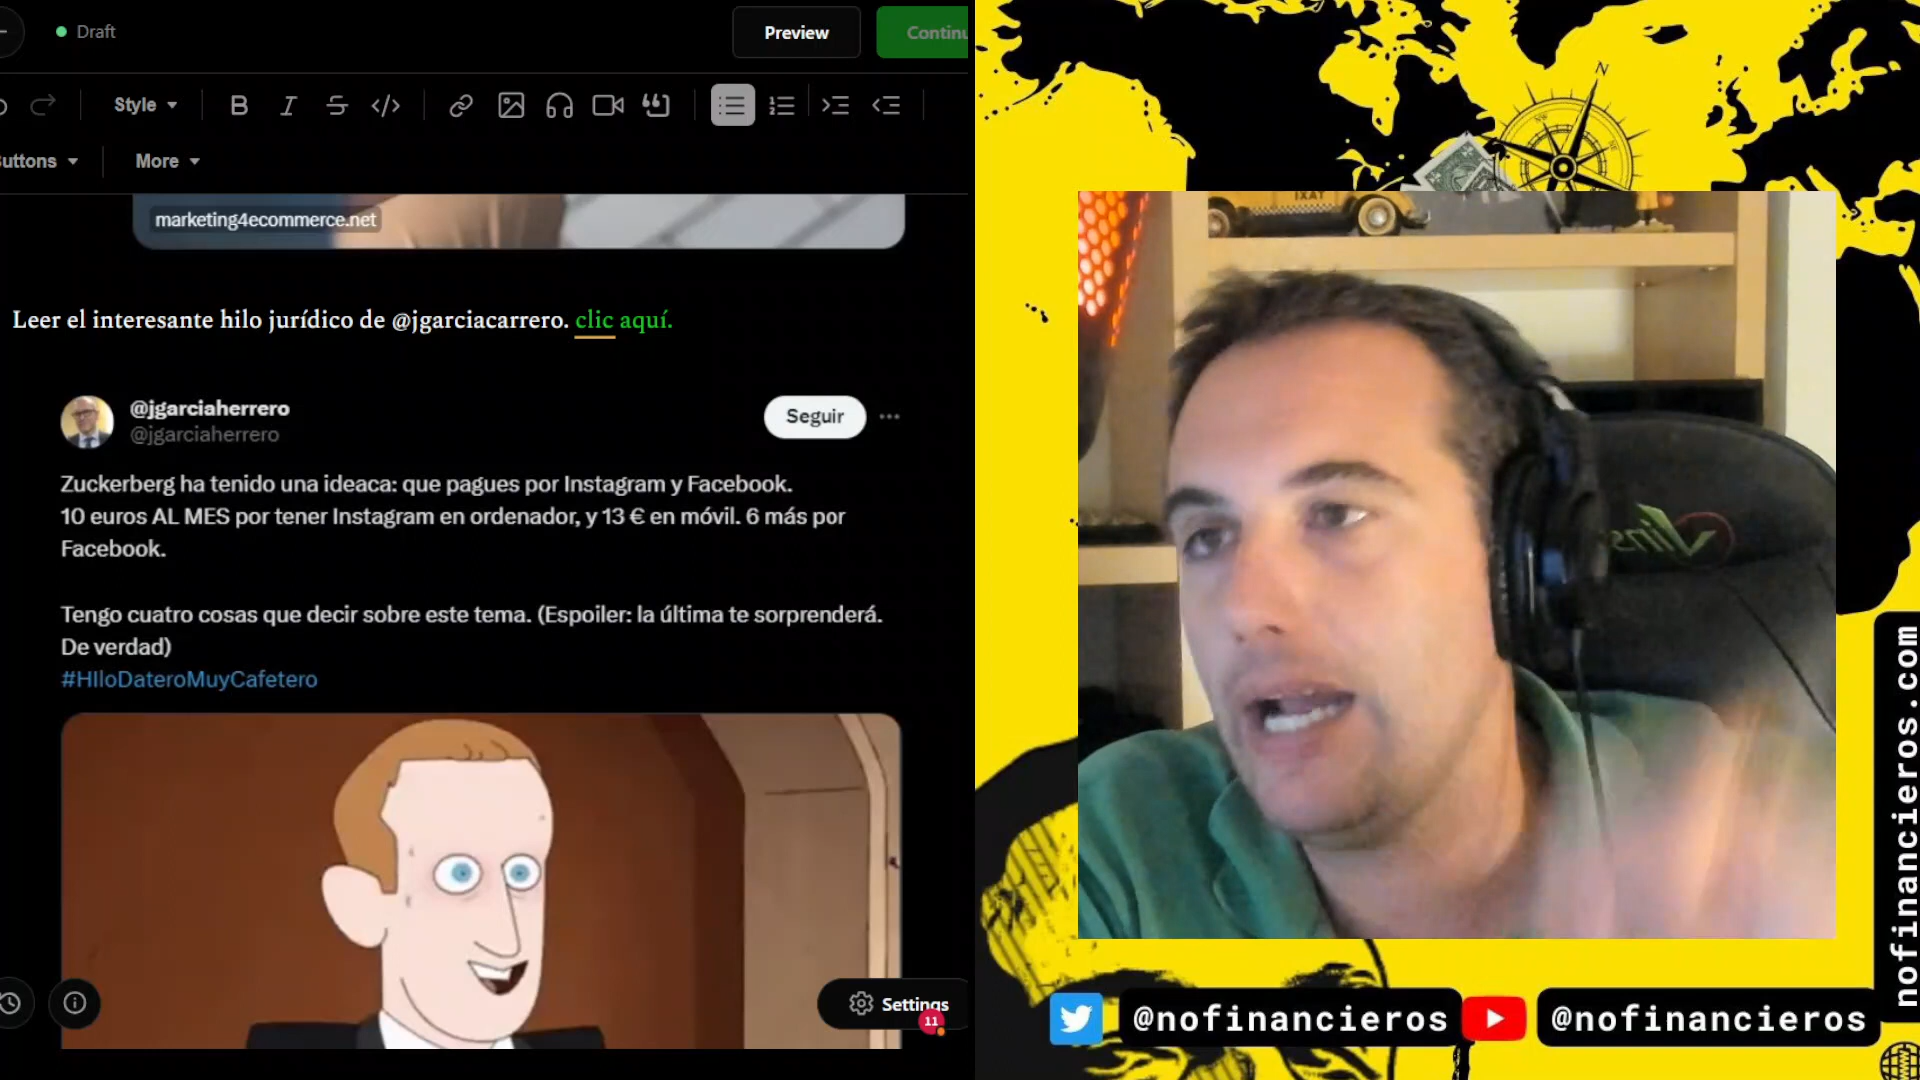 Draft
Preview
Style
More
marketing4ecommerce.net
Leer el interesante hilo jurídico de @jgarciacarrero. clic aquí.
@jgarciaherrero
@jgarciaherrero
Seguir
Zuckerberg ha tenido una ideaca: que pagues por Instagram y Facebook.
10 euros AL MES por tener Instagram en ordenador, y 13 € en móvil. 6 más por
Facebook.
Tengo cuatro cosas que decir sobre este tema. (Espoiler: la última te sorprenderá.
De verdad)
#HIloDateroMuyCafetero
Settings
11
N
NW
nofinancieros.com
@nofinancieros
@nofinancieros